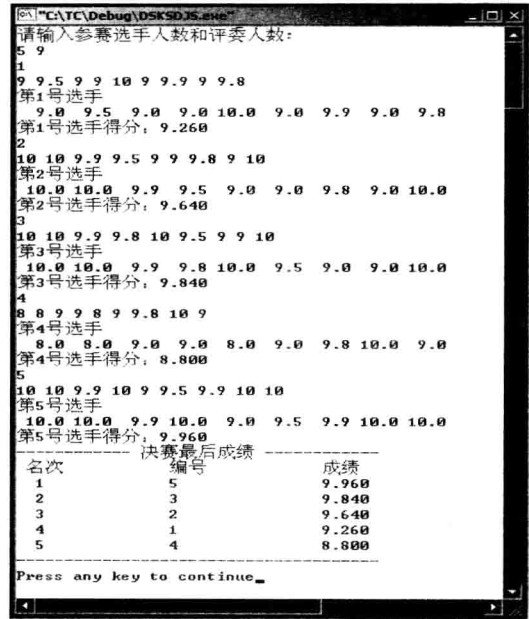 "C:\TC\Debug\DSKSDJS.exe"
请输入参赛选手人数和评委人数：
5 9
1
9 9.5 9 9 10 9 9.9 9 9.8
第1号选手
9.0 9.5 9.0 9.0 10.0 9.0 9.9 9.0 9.8
第1号选手得分：9.260
2
10 10 9.9 9.5 9 9 9.8 9 10
第2号选手
10.0 10.0 9.9 9.5 9.0 9.0 9.8 9.0 10.0
第2号选手得分：9.640
3
10 10 9.9 9.8 10 9.5 9 9 10
第3号选手
10.0 10.0 9.9 9.8 10.0 9.5 9.0 9.0 10.0
第3号选手得分：9.840
4
8 8 9 9 8 9 9.8 10 9
第4号选手
8.0 8.0 9.0 9.0 8.0 9.0 9.8 10.0 9.0
第4号选手得分：8.800
5
10 10 9.9 10 9 9.5 9.9 10 10
第5号选手
10.0 10.0 9.9 10.0 9.0 9.5 9.9 10.0 10.0
第5号选手得分：9.960
------------ 决赛最后成绩 ------------
名次 编号 成绩
1 5 9.960
2 3 9.840
3 2 9.640
4 1 9.260
5 4 8.800
Press any key to continue_